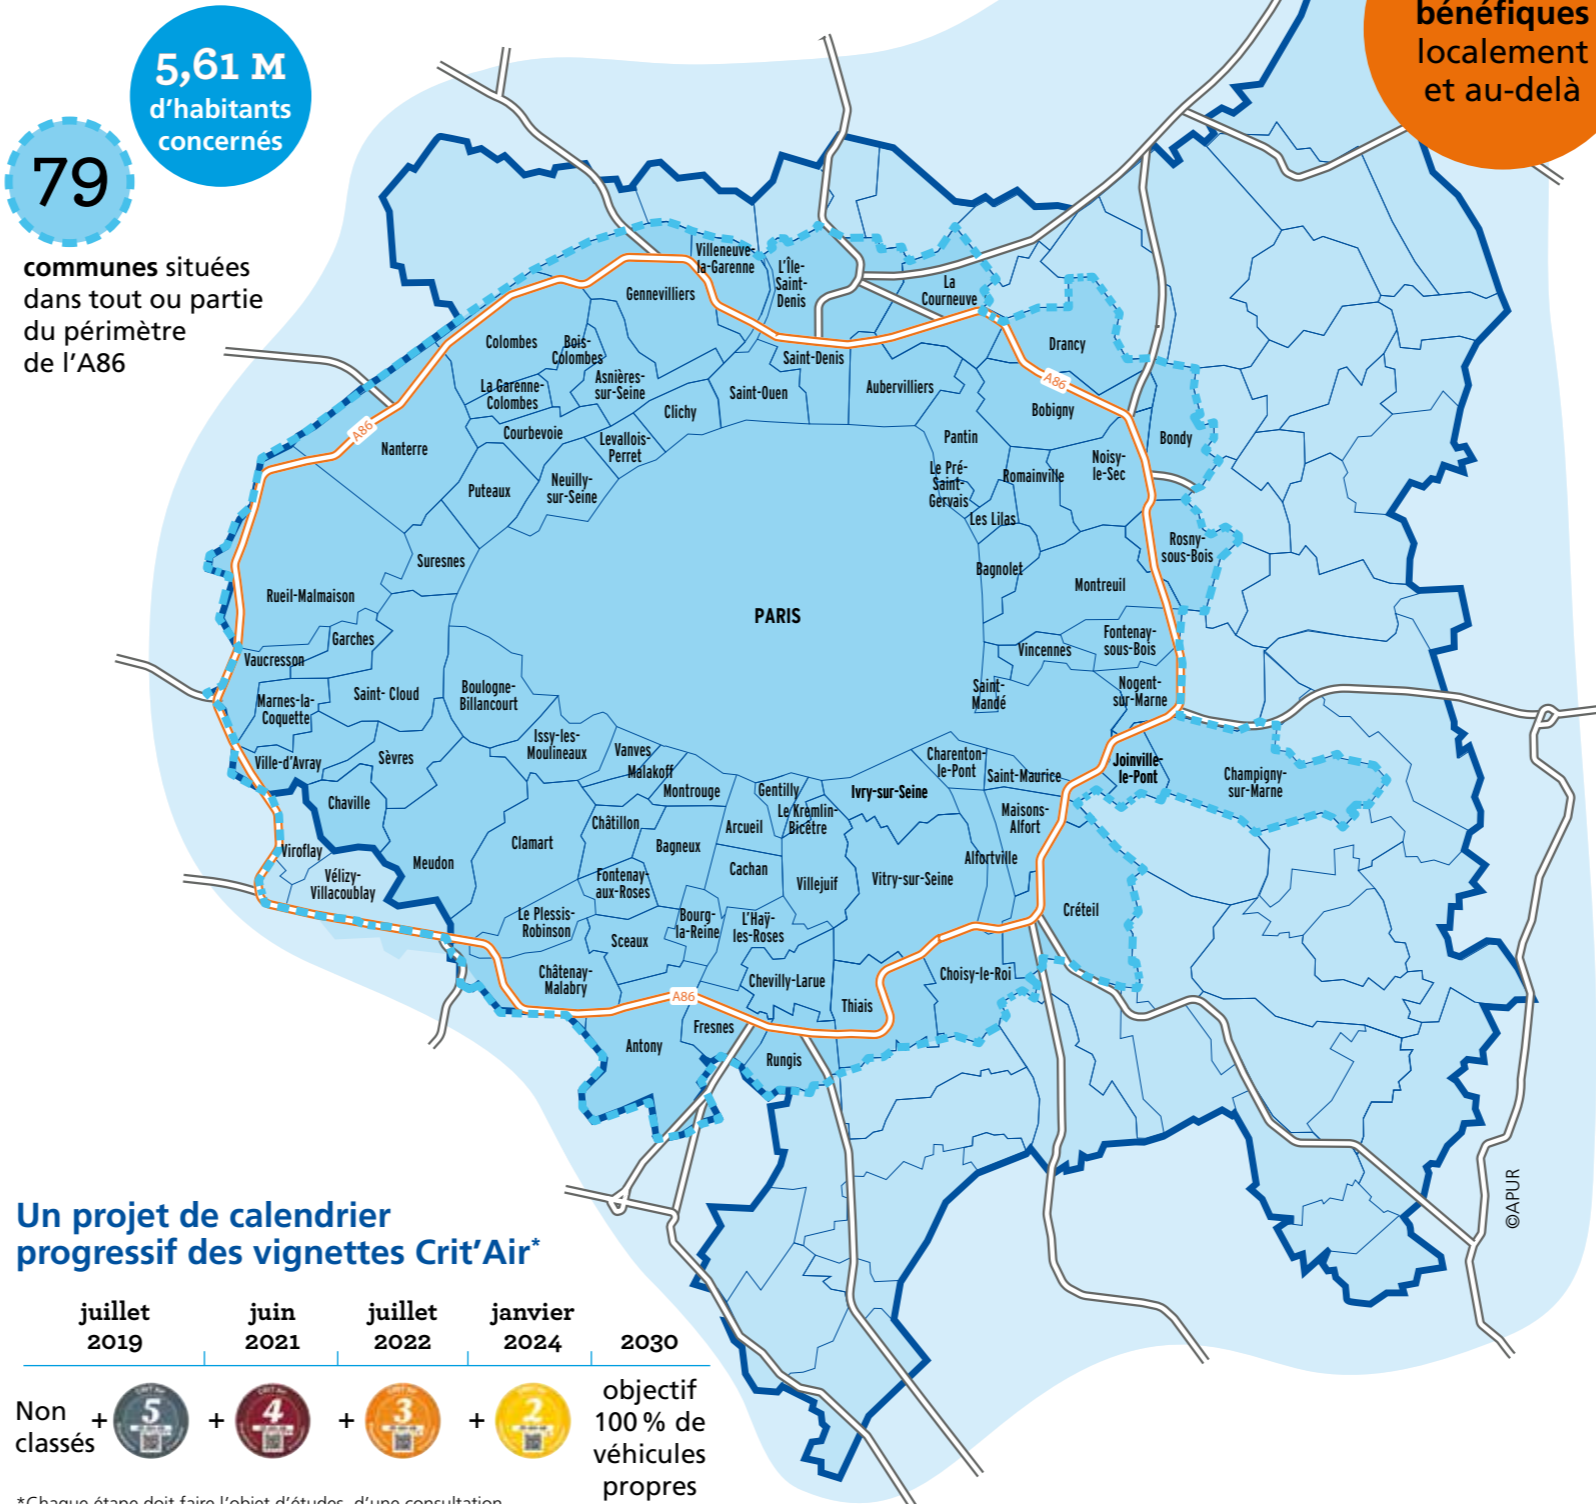 5,61 M
d'habitants
concernés
79
communes situées
dans tout ou partie
du périmètre
de l'A86
bénéfiques
localement
et au-delà
Villeneuve-
la-Garenne
L'Île-
Saint-
Denis
La
Courneuve
Gennevilliers
Colombes
Bois-
Colombes
Saint-Denis
Drancy
A86
La Garenne-
Colombes
Asnières-
sur-Seine
Saint-Ouen
Aubervilliers
Clichy
Bobigny
A86
Nanterre
Courbevoie
Levallois-
Perret
Pantin
Bondy
Puteaux
Neuilly-
sur-Seine
Le Pré-
Saint-
Gervais
Romainville
Noisy-
le-Sec
Les Lilas
Suresnes
Bagnolet
Rosny-
sous-Bois
Rueil-Malmaison
Montreuil
PARIS
Garches
Vaucresson
Vincennes
Fontenay-
sous-Bois
Marnes-la-
Coquette
Saint- Cloud
Boulogne-
Billancourt
Saint-
Mandé
Nogent-
sur-Marne
Ville-d'Avray
Sèvres
Issy-les-
Moulineaux
Vanves
Malakoff
Montrouge
Gentilly
Le Kremlin-
Bicêtre
Ivry-sur-Seine
Charenton-
le-Pont
Saint-Maurice
Joinville-
le-Pont
Champigny-
sur-Marne
Chaville
Clamart
Châtillon
Bagneux
Arcueil
Maisons-
Alfort
Viroflay
Vélizy-
Villacoublay
Meudon
Fontenay-
aux-Roses
Cachan
Villejuif
Vitry-sur-Seine
Alfortville
Créteil
Le Plessis-
Robinson
Sceaux
Bourg-
la-Reine
L'Haÿ-
les-Roses
Châtenay-
Malabry
A86
Chevilly-Larue
Thiais
Choisy-le-Roi
Antony
Fresnes
Rungis
©APUR
Un projet de calendrier
progressif des vignettes Crit'Air*
juillet
2019
juin
2021
juillet
2022
janvier
2024
2030
Non
classés
+
5
+
4
+
3
+
2
objectif
100 % de
véhicules
propres
*Chaque étape doit faire l'objet d'études, d'une consultation